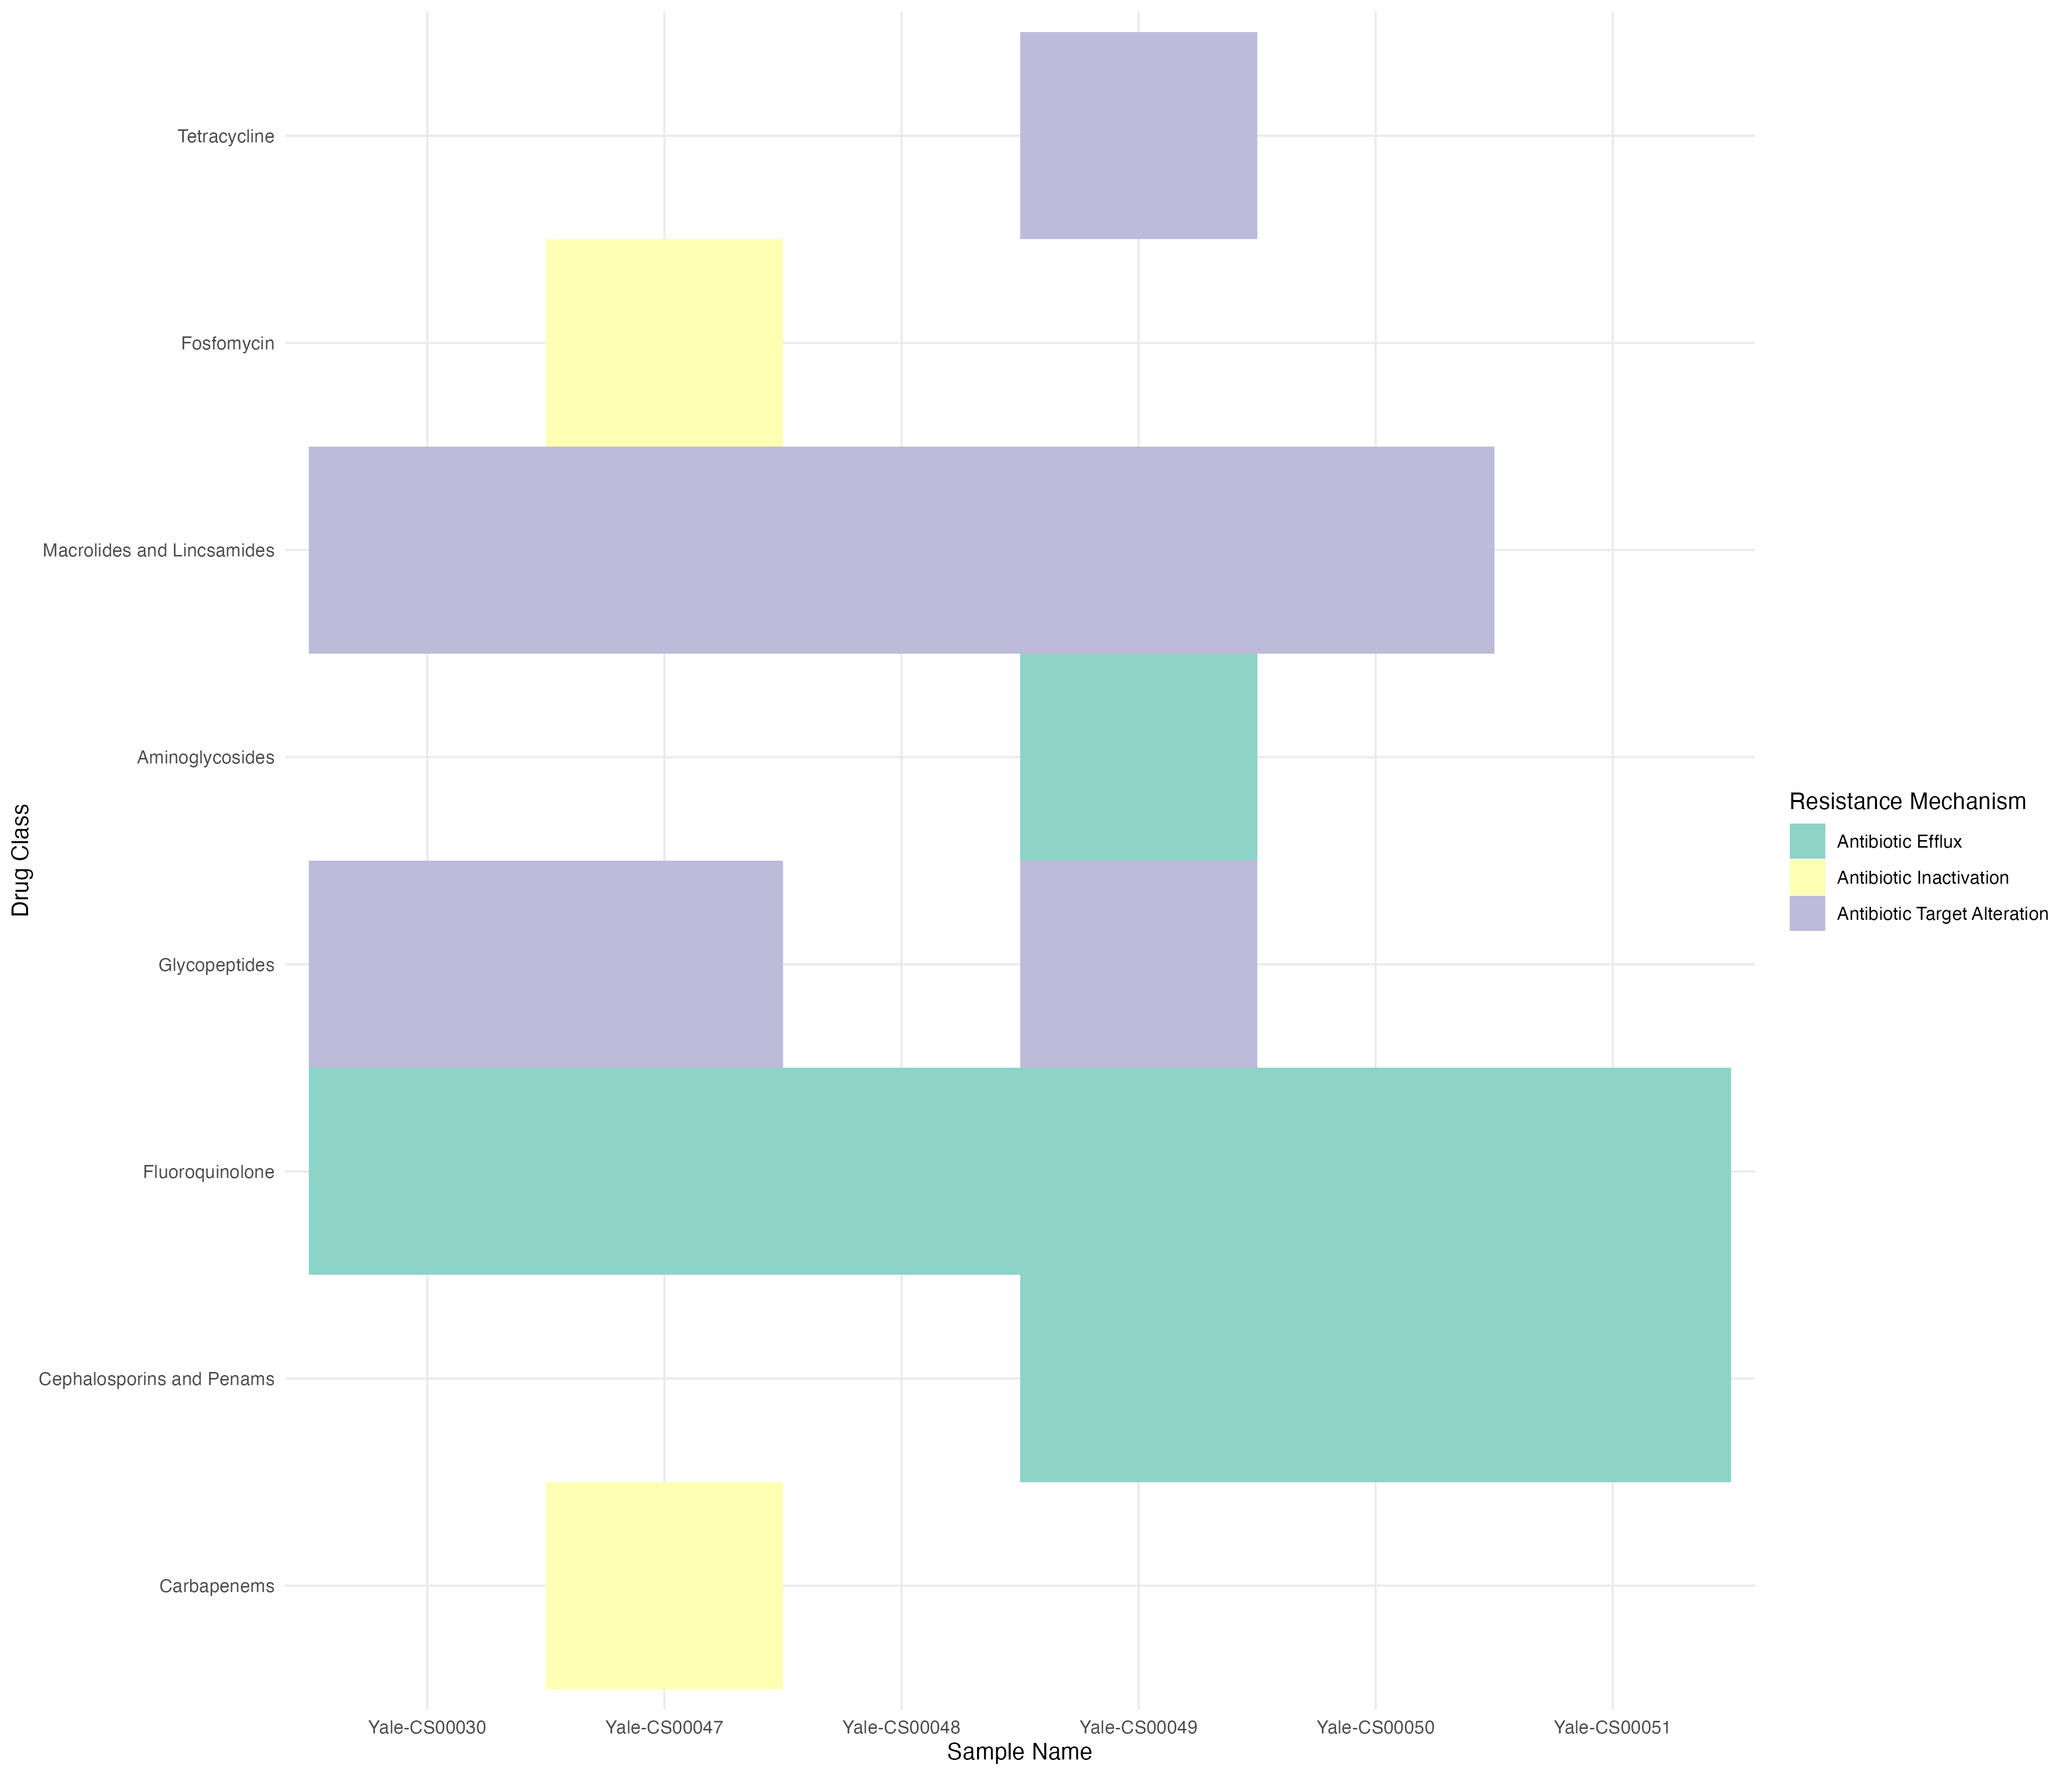 Drug Class
Tetracycline
Fosfomycin
Macrolides and Lincsamides
Aminoglycosides
Glycopeptides
Fluoroquinolone
Cephalosporins and Penams
Carbapenems
Yale-CS00030
Yale-CS00047
Yale-CS00048
Yale-CS00049
Yale-CS00050
Yale-CS00051
Sample Name
Resistance Mechanism
Antibiotic Efflux
Antibiotic Inactivation
Antibiotic Target Alteration